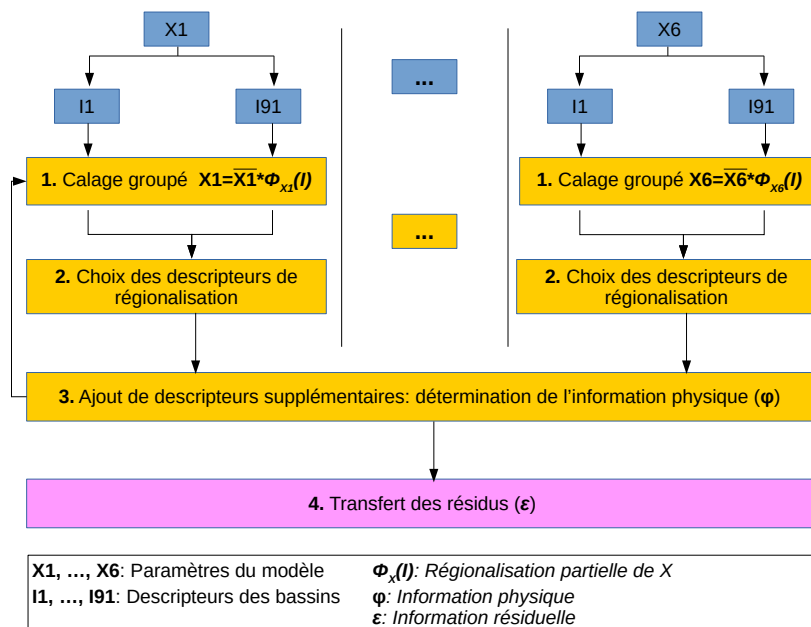 X1
X6
I1
I91
...
I1
I91
1. Calage groupé X1=X̅1̅*Φ_X1(I)
1. Calage groupé X6=X̅6̅*Φ_X6(I)
...
2. Choix des descripteurs de
régionalisation
2. Choix des descripteurs de
régionalisation
3. Ajout de descripteurs supplémentaires: détermination de l'information physique (φ)
4. Transfert des résidus (ε)
X1, …, X6: Paramètres du modèle
I1, …, I91: Descripteurs des bassins
Φ_X(I): Régionalisation partielle de X
φ: Information physique
ε: Information résiduelle